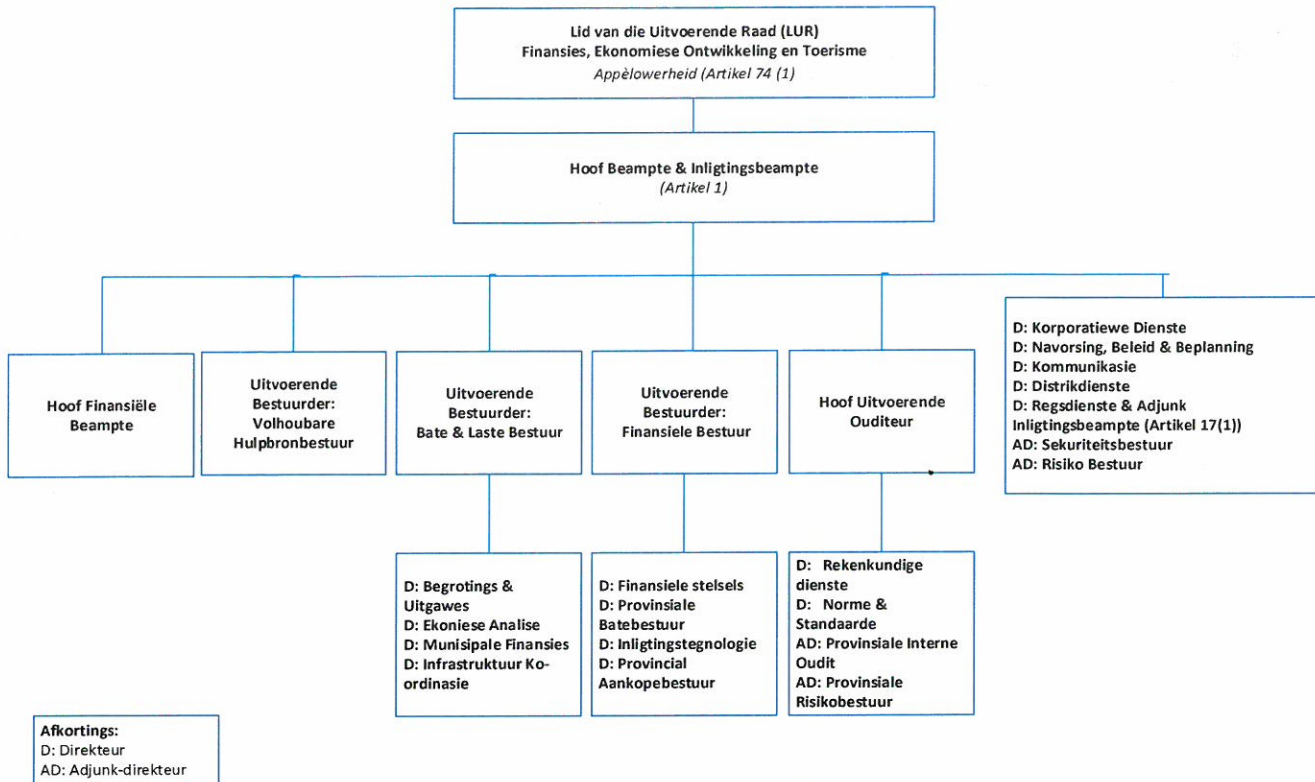 Lid van die Uitvoerende Raad (LUR)
Finansies, Ekonomiese Ontwikkeling en Toerisme
Appèlowerheid (Artikel 74 (1)
Hoof Beampte & Inligtingsbeampte
(Artikel 1)
Hoof Finansiële
Beampte
Uitvoerende
Bestuurder:
Volhoubare
Hulpbronbestuur
Uitvoerende
Bestuurder:
Bate & Laste Bestuur
Uitvoerende
Bestuurder:
Finansiele Bestuur
Hoof Uitvoerende
Ouditeur
D: Korporatiewe Dienste
D: Navorsing, Beleid & Beplanning
D: Kommunikasie
D: Distrikdienste
D: Regsdienste & Adjunk
Inligtingsbeampte (Artikel 17(1))
AD: Sekuriteitsbestuur
AD: Risiko Bestuur
D: Begrotings &
Uitgawes
D: Ekoniese Analise
D: Munisipale Finansies
D: Infrastruktuur Ko-
ordinasie
D: Finansiele stelsels
D: Provinsiale
Batebestuur
D: Inligtingstegnologie
D: Provincial
Aankopebestuur
D: Rekenkundige
dienste
D: Norme &
Standaarde
AD: Provinsiale Interne
Oudit
AD: Provinsiale
Risikobestuur
Afkortings:
D: Direkteur
AD: Adjunk-direkteur